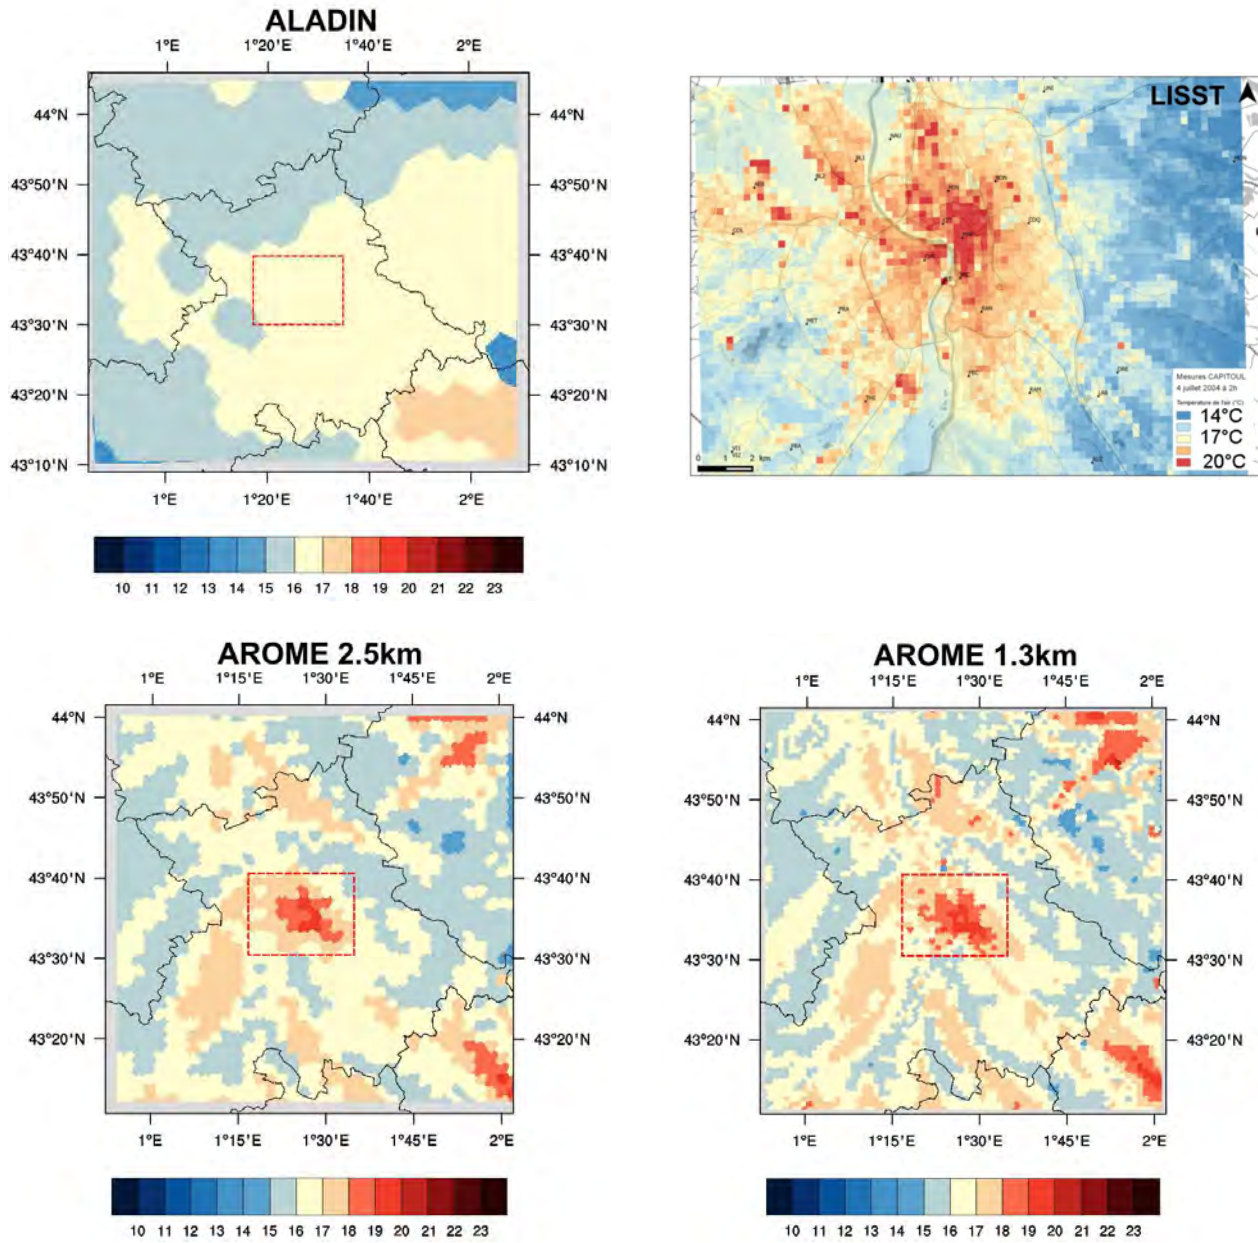 ALADIN
1°E 1°20'E 1°40'E 2°E
44°N 44°N
43°50'N 43°50'N
43°40'N 43°40'N
43°30'N 43°30'N
43°20'N 43°20'N
43°10'N 43°10'N
1°E 1°20'E 1°40'E 2°E
10 11 12 13 14 15 16 17 18 19 20 21 22 23
LISST
Mesures CAPITOUL
4 juillet 2004 à 2h
Température de l'air (°C)
14°C
17°C
20°C
0 1 2 km
AROME 2.5km
1°E 1°15'E 1°30'E 1°45'E 2°E
44°N 44°N
43°50'N 43°50'N
43°40'N 43°40'N
43°30'N 43°30'N
43°20'N 43°20'N
1°E 1°15'E 1°30'E 1°45'E 2°E
10 11 12 13 14 15 16 17 18 19 20 21 22 23
AROME 1.3km
1°E 1°15'E 1°30'E 1°45'E 2°E
44°N 44°N
43°50'N 43°50'N
43°40'N 43°40'N
43°30'N 43°30'N
43°20'N 43°20'N
1°E 1°15'E 1°30'E 1°45'E 2°E
10 11 12 13 14 15 16 17 18 19 20 21 22 23